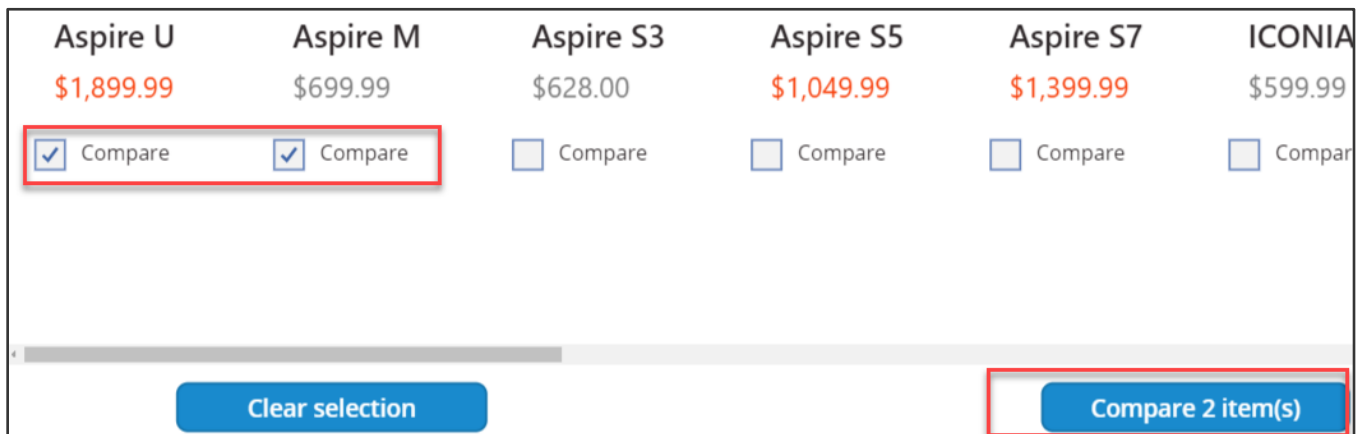 Aspire U Aspire M Aspire S3 Aspire S5 Aspire S7 ICONIA
$1,899.99 $699.99 $628.00 $1,049.99 $1,399.99 $599.99
Compare Compare Compare Compare Compare Compar
Clear selection Compare 2 item(s)